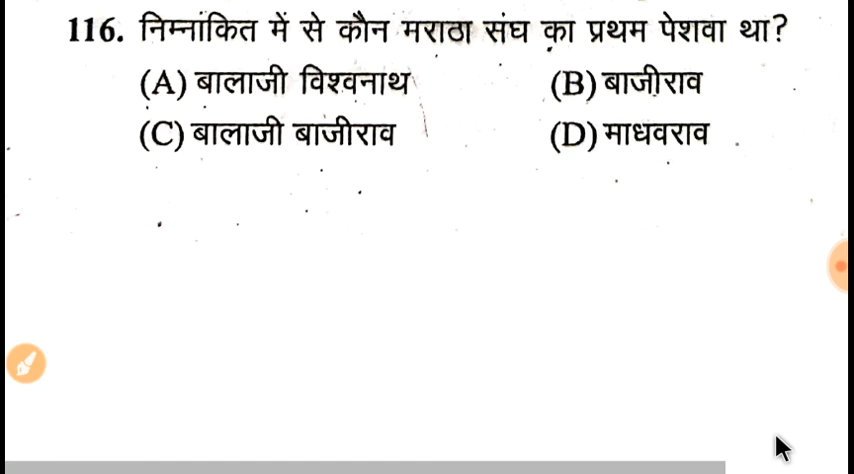 116. निम्नांकित में से कौन मराठा संघ का प्रथम पेशवा था?
(A) बालाजी विश्वनाथ (B) बाजीराव
(C) बालाजी बाजीराव (D) माधवराव